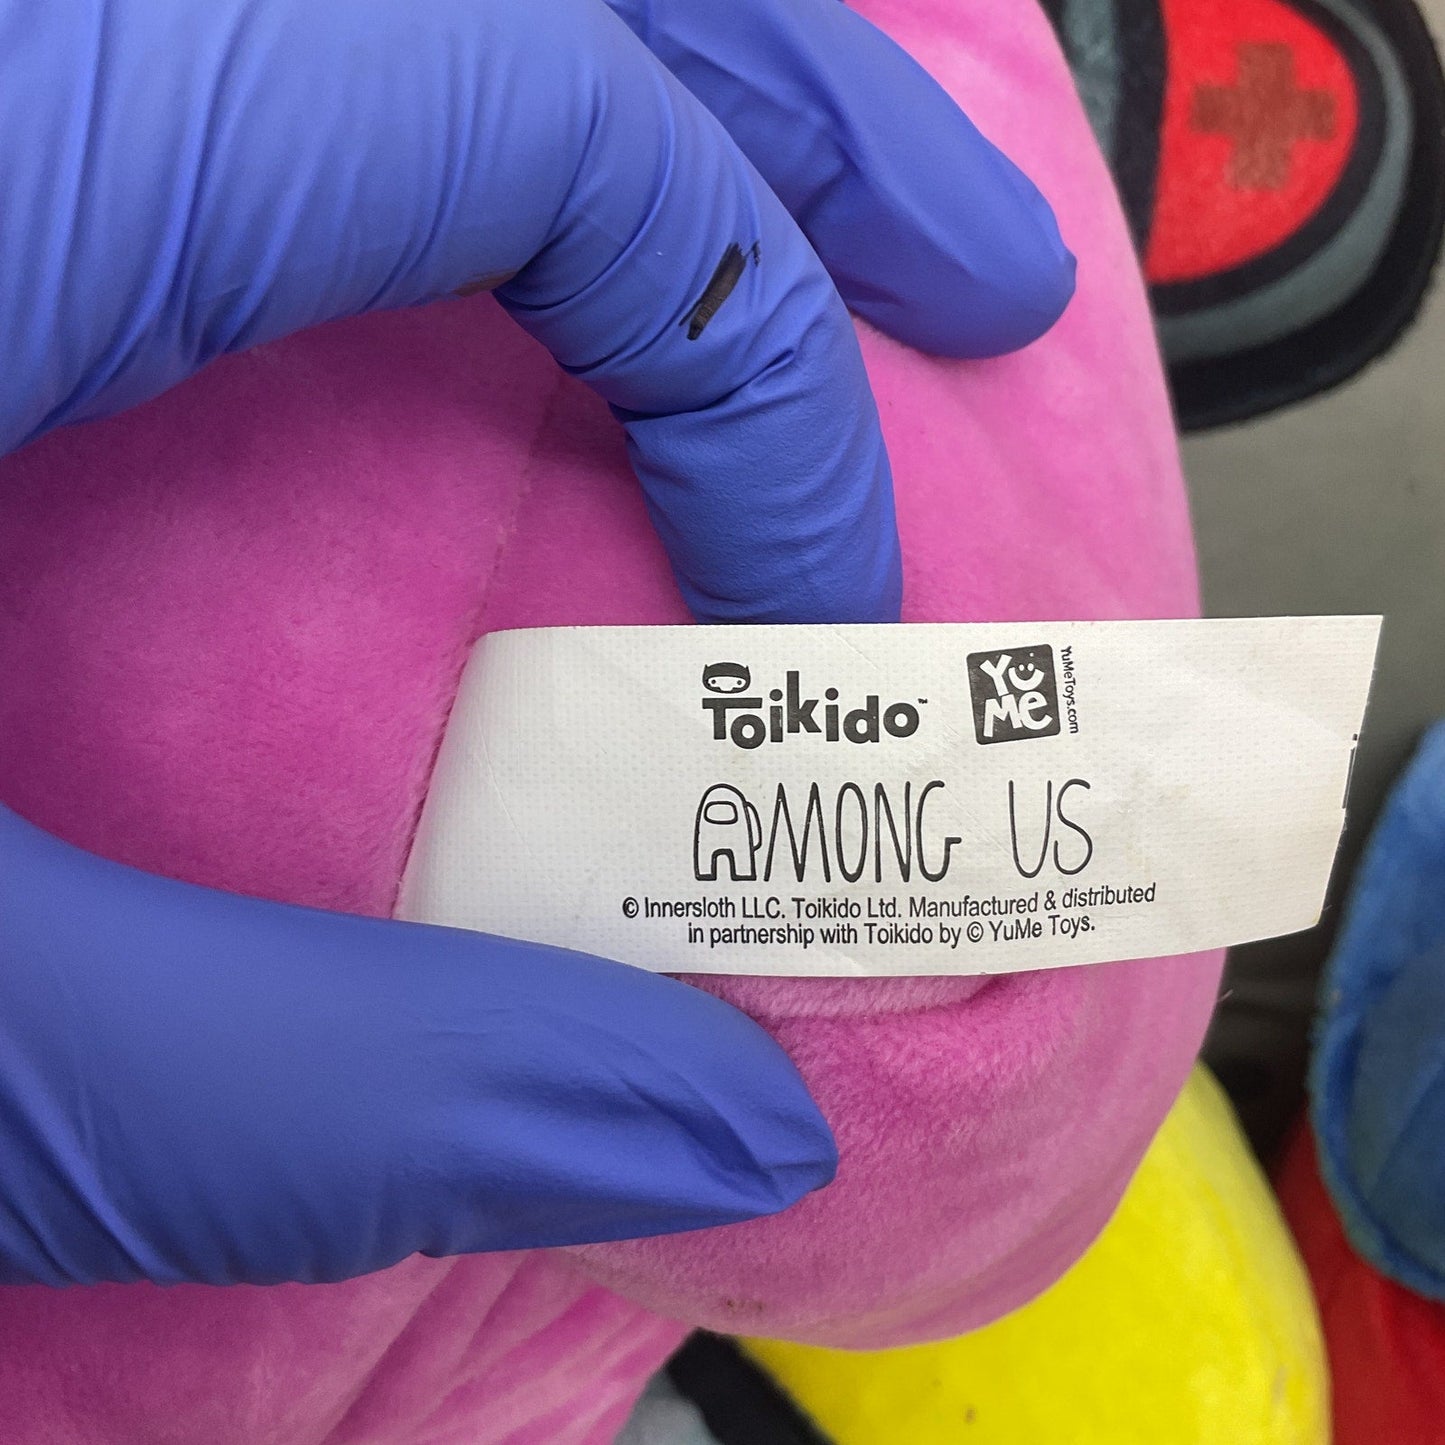 Toikido™
YuMe
YuMeToys.com
AMONG US
© Innersloth LLC. Toikido Ltd. Manufactured & distributed
in partnership with Toikido by © YuMe Toys.